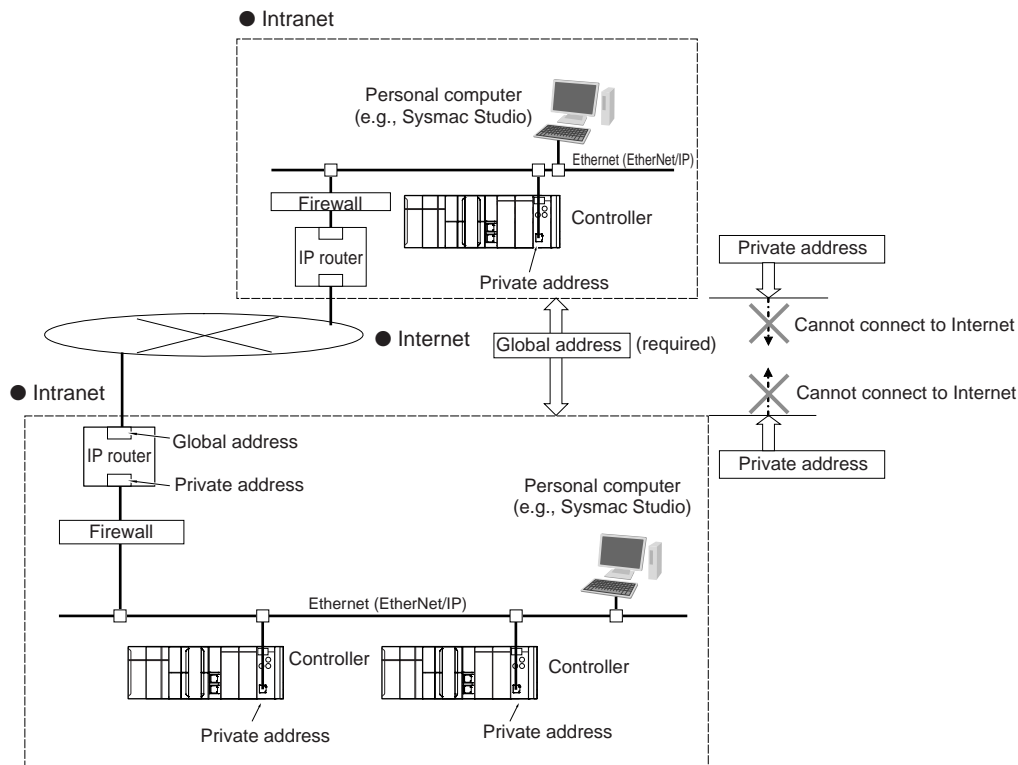 ● Intranet
Personal computer
(e.g., Sysmac Studio)
Ethernet (EtherNet/IP)
Firewall
Controller
IP router
Private address
Private address
Cannot connect to Internet
● Internet
Global address (required)
Cannot connect to Internet
Private address
● Intranet
Global address
IP router
Private address
Firewall
Personal computer
(e.g., Sysmac Studio)
Ethernet (EtherNet/IP)
Controller
Controller
Private address
Private address